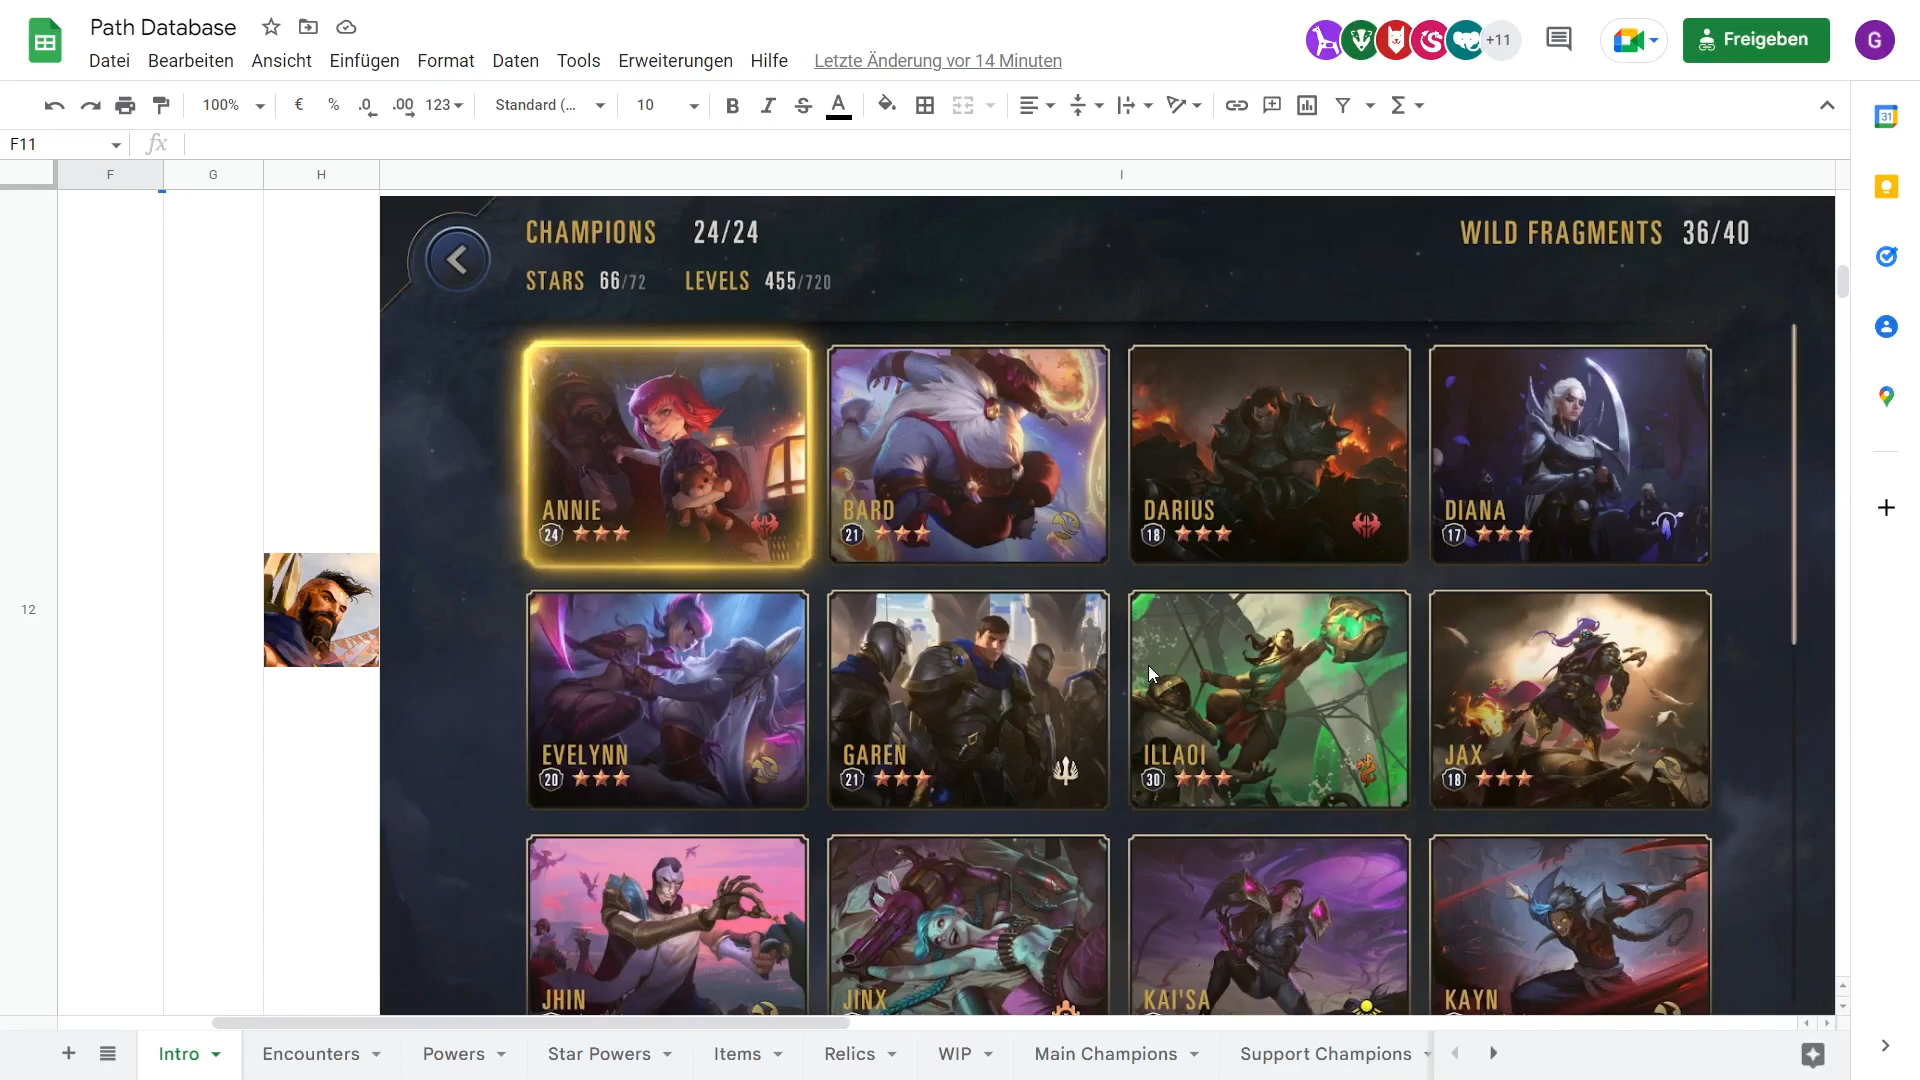 Path Database
+11
Freigeben
G
Datei Bearbeiten Ansicht Einfügen Format Daten Tools Erweiterungen Hilfe Letzte Änderung vor 14 Minuten
100% € % .0 .00 123 Standard (... 10 B I S A Σ
F11 fx
31
F G H I
CHAMPIONS 24/24
WILD FRAGMENTS 36/40
STARS 66/72 LEVELS 455/720
ANNIE BARD DARIUS DIANA
24 21 18 17
12
EVELYNN GAREN ILLAOI JAX
20 21 30 18
JHIN JINX KAI'SA KAYN
Intro Encounters Powers Star Powers Items Relics WIP Main Champions Support Champions